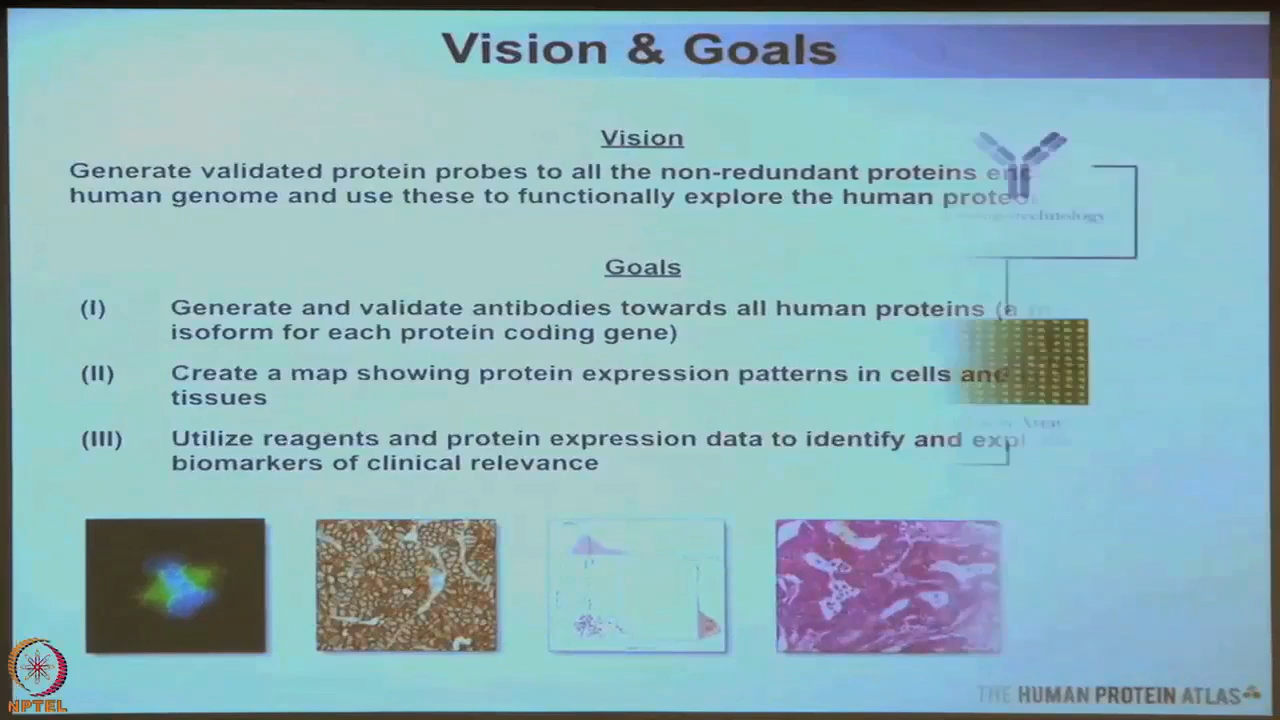 Vision & Goals
Vision
Generate validated protein probes to all the non-redundant proteins
human genome and use these to functionally explore the human
Goals
(I) Generate and validate antibodies towards all human proteins
isoform for each protein coding gene)
(II) Create a map showing protein expression patterns in cells and
tissues
(III) Utilize reagents and protein expression data to identify and
biomarkers of clinical relevance
THE HUMAN PROTEIN ATLAS
NPTEL